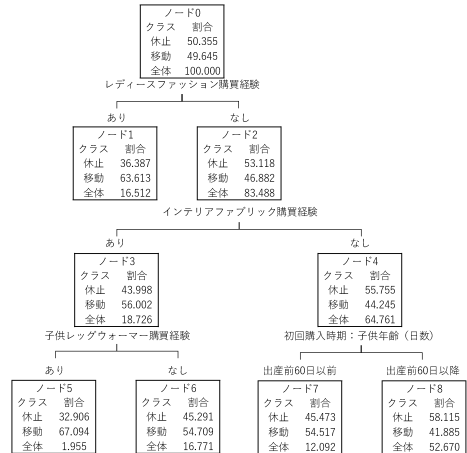 ノード0
クラス 割合
休止 50.355
移動 49.645
全体 100.000
レディースファッション購買経験
あり なし
ノード1
クラス 割合
休止 36.387
移動 63.613
全体 16.512
ノード2
クラス 割合
休止 53.118
移動 46.882
全体 83.488
インテリアファブリック購買経験
あり なし
ノード3
クラス 割合
休止 43.998
移動 56.002
全体 18.726
ノード4
クラス 割合
休止 55.755
移動 44.245
全体 64.761
子供レッグウォーマー購買経験
初回購入時期：子供年齢（日数）
あり なし
出産前60日以前 出産前60日以降
ノード5
クラス 割合
休止 32.906
移動 67.094
全体 1.955
ノード6
クラス 割合
休止 45.291
移動 54.709
全体 16.771
ノード7
クラス 割合
休止 45.473
移動 54.517
全体 12.092
ノード8
クラス 割合
休止 58.115
移動 41.885
全体 52.670